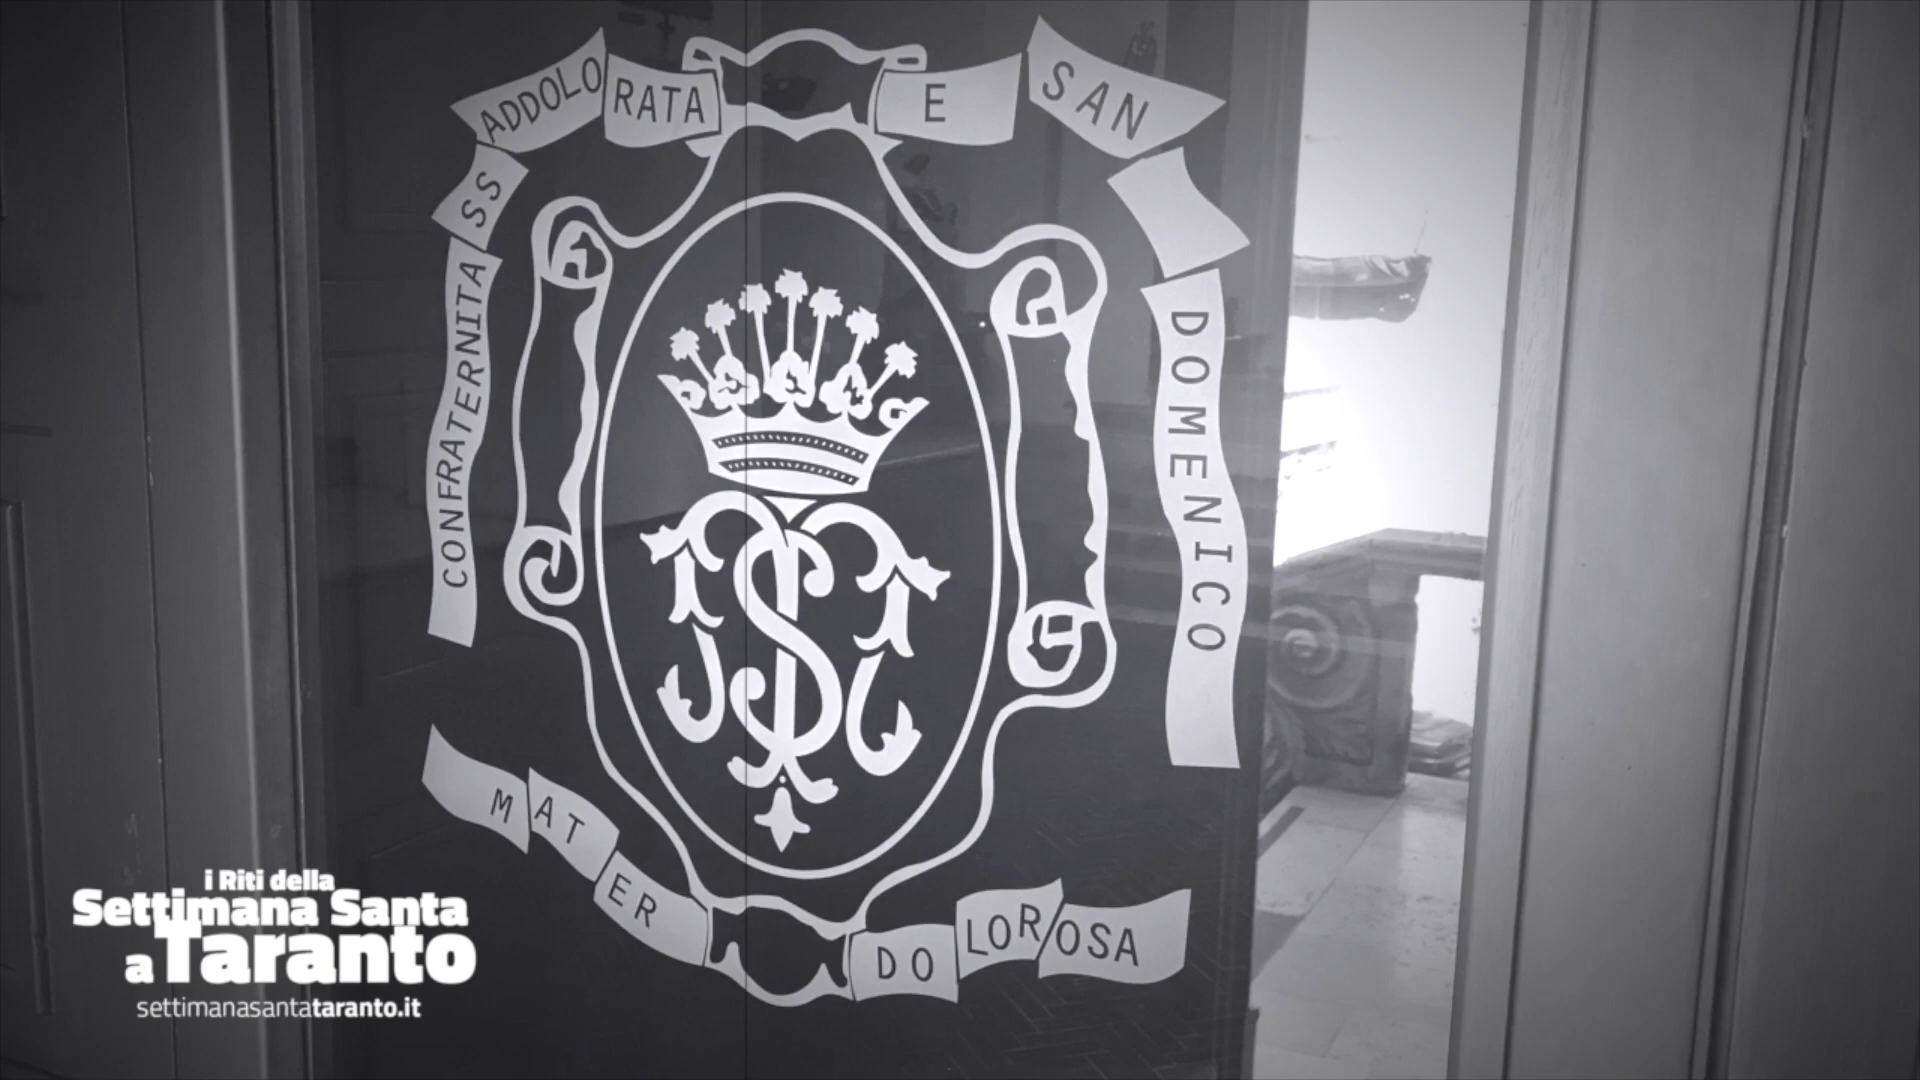 CONFRATERNITA SS ADDOLORATA E SAN DOMENICO
MATER DOLOROSA
i Riti della
Settimana Santa
a Taranto
settimanasantataranto.it